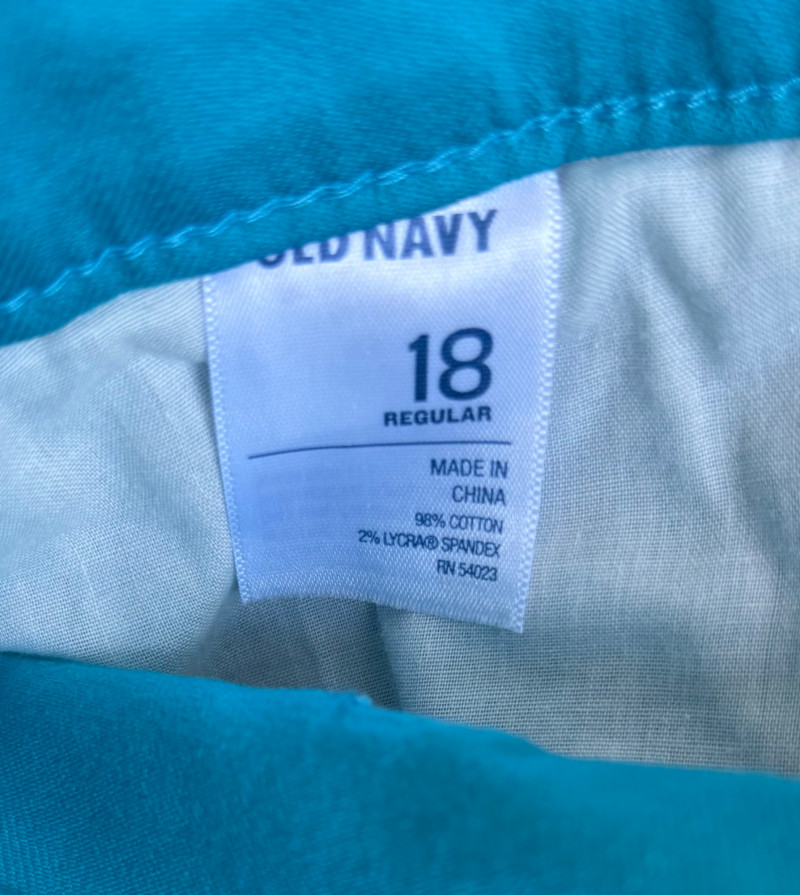 OLD NAVY
18
REGULAR
MADE IN
CHINA
98% COTTON
2% LYCRA® SPANDEX
RN 54023